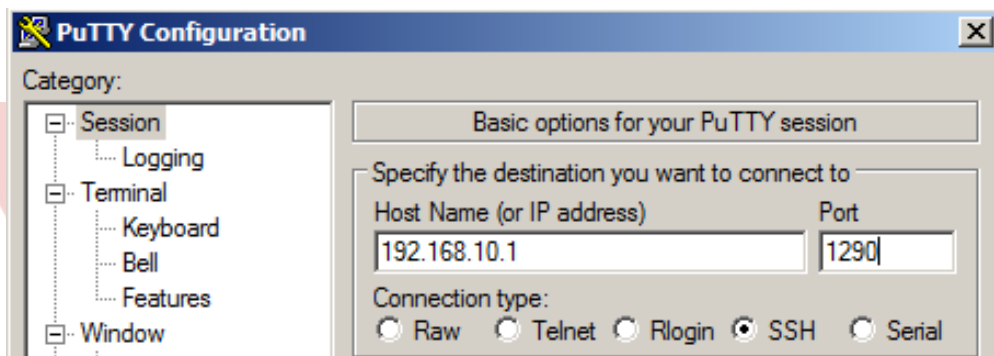 PuTTY Configuration
Category:
Session
Logging
Terminal
Keyboard
Bell
Features
Window
Basic options for your PuTTY session
Specify the destination you want to connect to
Host Name (or IP address) Port
192.168.10.1 1290
Connection type:
Raw Telnet Rlogin SSH Serial